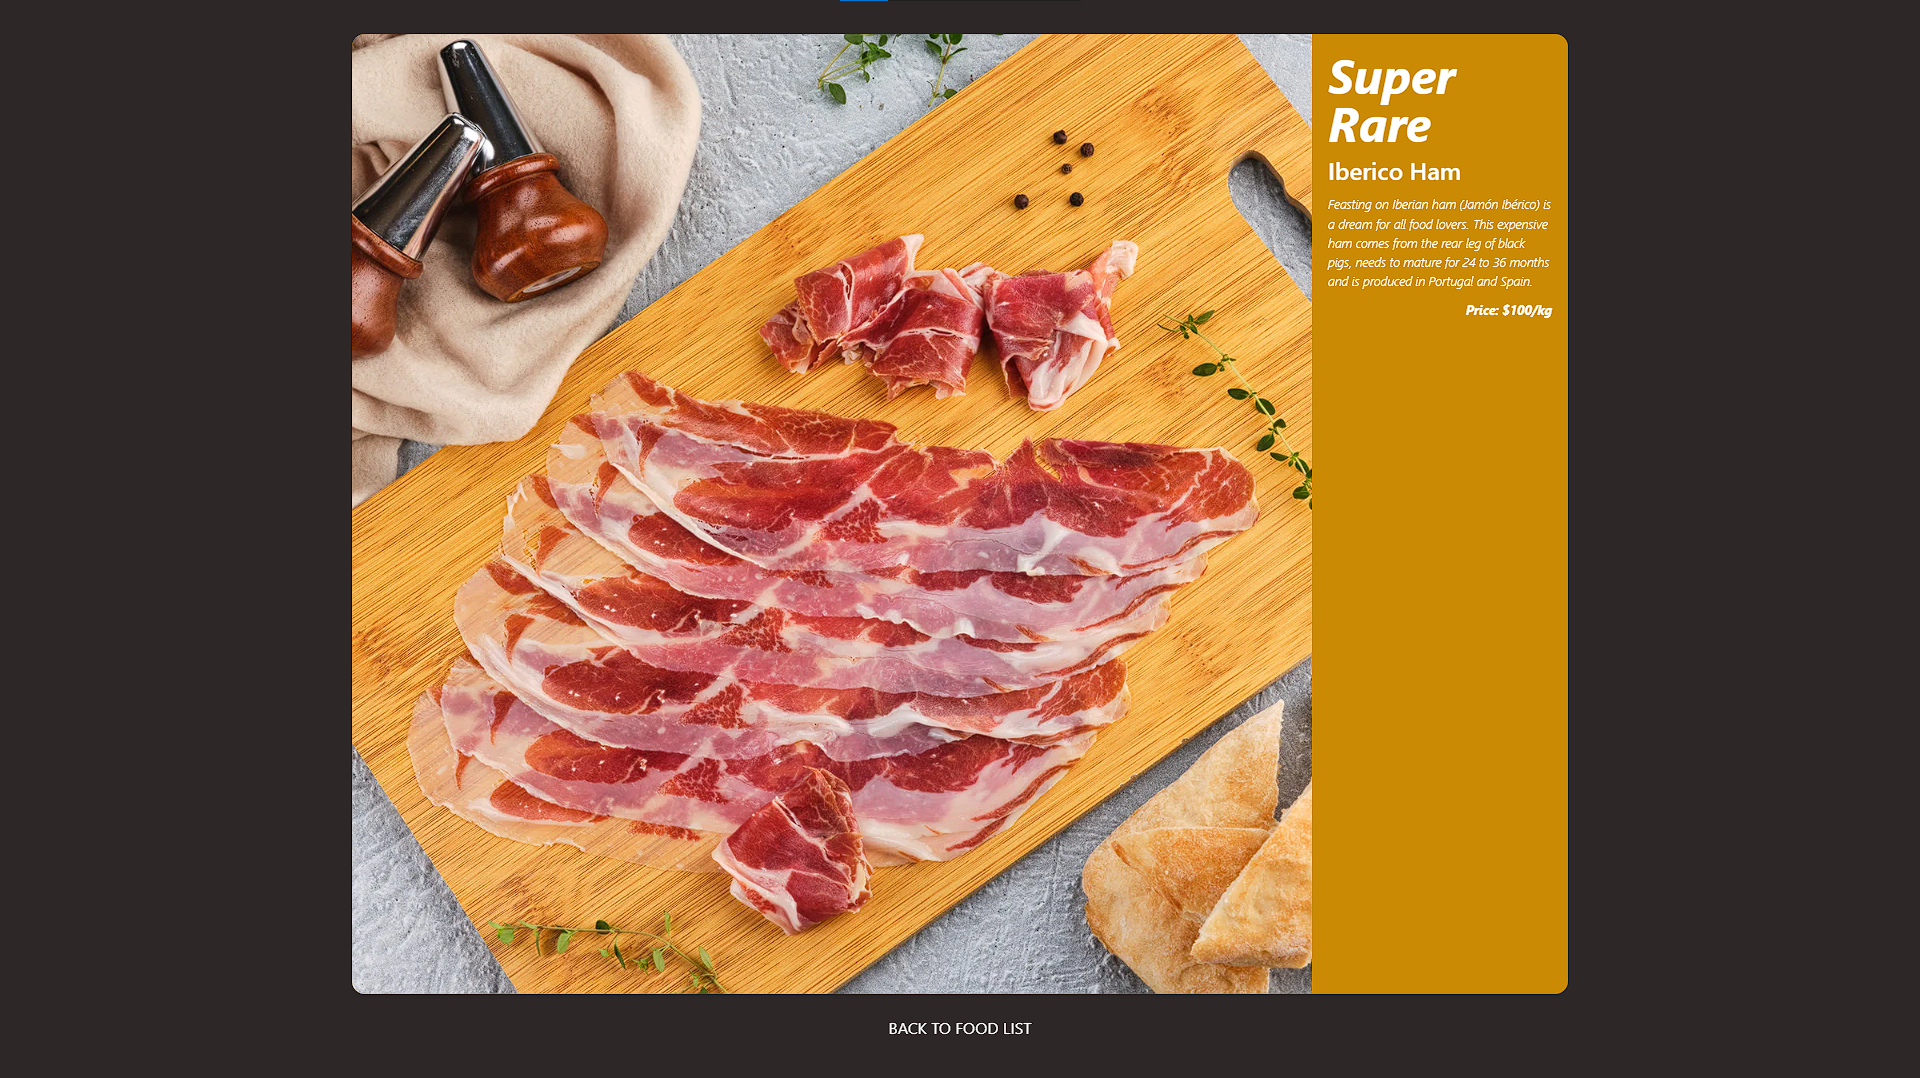 Super
Rare
Iberico Ham
Feasting on Iberian ham (Jamón Ibérico) is
a dream for all food lovers. This expensive
ham comes from the rear leg of black
pigs, needs to mature for 24 to 36 months
and is produced in Portugal and Spain.
Price: $100/kg
BACK TO FOOD LIST